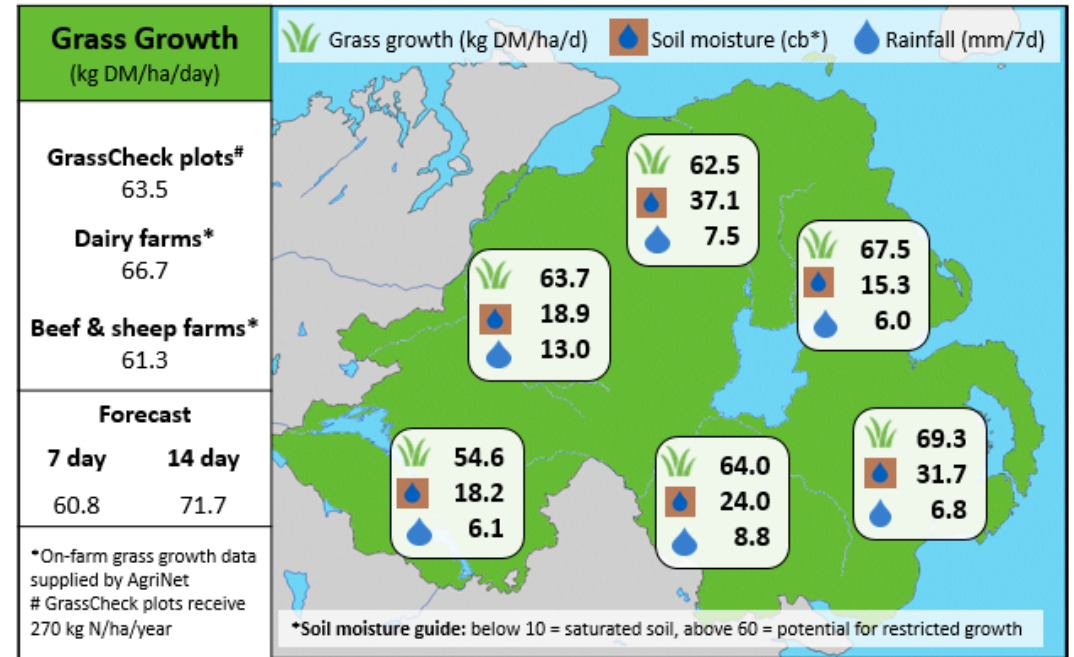 Grass Growth
(kg DM/ha/day)
GrassCheck plots#
63.5
Dairy farms*
66.7
Beef & sheep farms*
61.3
Forecast
7 day 14 day
60.8 71.7
*On-farm grass growth data
supplied by AgriNet
# GrassCheck plots receive
270 kg N/ha/year
Grass growth (kg DM/ha/d) Soil moisture (cb*) Rainfall (mm/7d)
62.5
37.1
7.5
67.5
15.3
6.0
63.7
18.9
13.0
54.6
18.2
6.1
64.0
24.0
8.8
69.3
31.7
6.8
*Soil moisture guide: below 10 = saturated soil, above 60 = potential for restricted growth